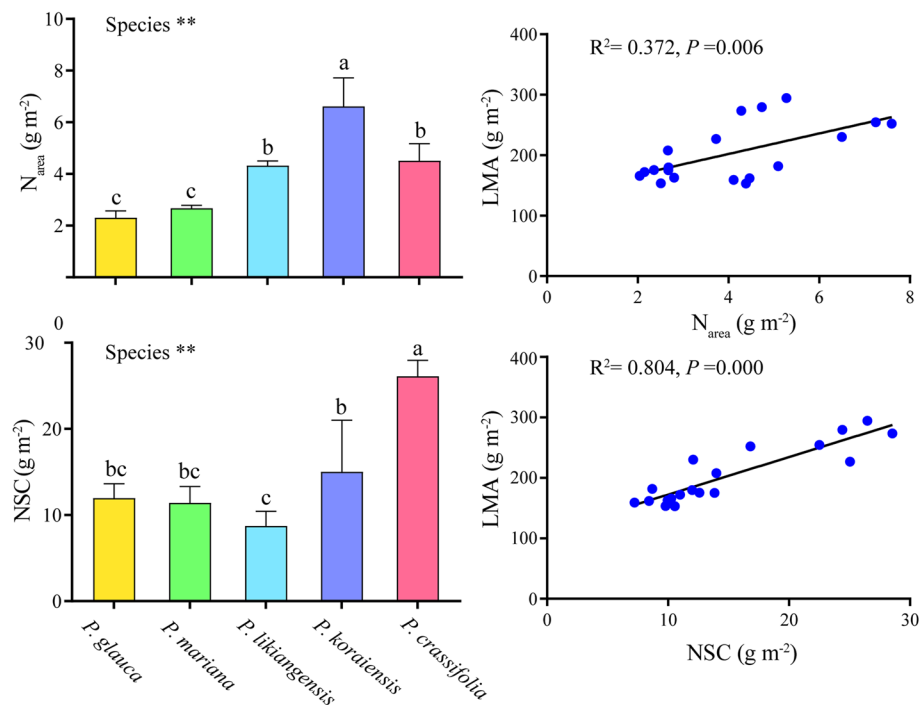 Species **
N_area (g m⁻²)
10
8
6
4
2
0
c
c
b
a
b
R²= 0.372, P =0.006
LMA (g m⁻²)
400
300
200
100
0
0
2
4
6
8
N_area (g m⁻²)
Species **
NSC(g m⁻²)
30
20
10
0
bc
bc
c
b
a
P. glauca
P. mariana
P. likiangensis
P. koraiensis
P. crassifolia
R²= 0.804, P =0.000
LMA (g m⁻²)
400
300
200
100
0
0
10
20
30
NSC (g m⁻²)